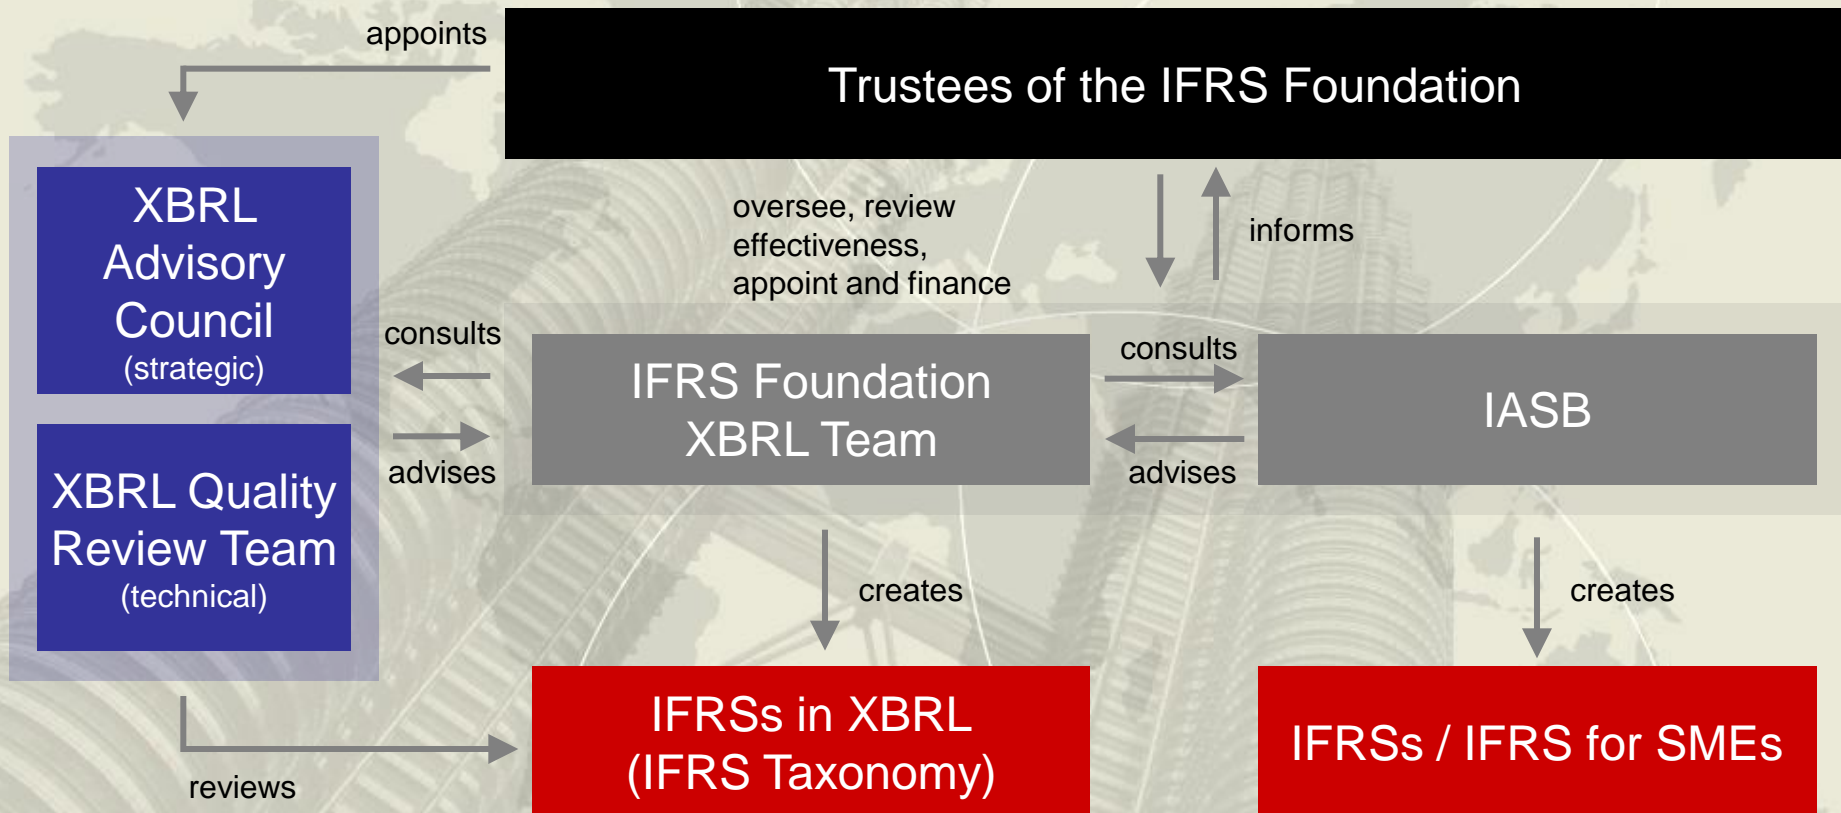 appoints
Trustees of the IFRS Foundation
XBRL
Advisory
Council
(strategic)
oversee, review
effectiveness,
appoint and finance
informs
consults
IFRS Foundation
XBRL Team
consults
IASB
advises
advises
XBRL Quality
Review Team
(technical)
creates
creates
reviews
IFRSs in XBRL
(IFRS Taxonomy)
IFRSs / IFRS for SMEs